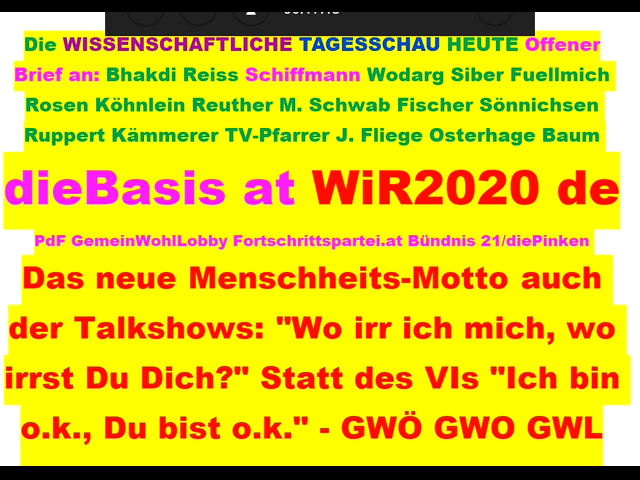 Die WISSENSCHAFTLICHE TAGESSCHAU HEUTE Offener
Brief an: Bhakdi Reiss Schiffmann Wodarg Siber Fuellmich
Rosen Köhnlein Reuther M. Schwab Fischer Sönnichsen
Ruppert Kämmerer TV-Pfarrer J. Fliege Osterhage Baum
dieBasis at WiR2020 de
PdF GemeinWohlLobby Fortschrittspartei.at Bündnis 21/diePinken
Das neue Menschheits-Motto auch
der Talkshows: "Wo irr ich mich, wo
irrst Du Dich?" Statt des VIs "Ich bin
o.k., Du bist o.k." - GWÖ GWO GWL